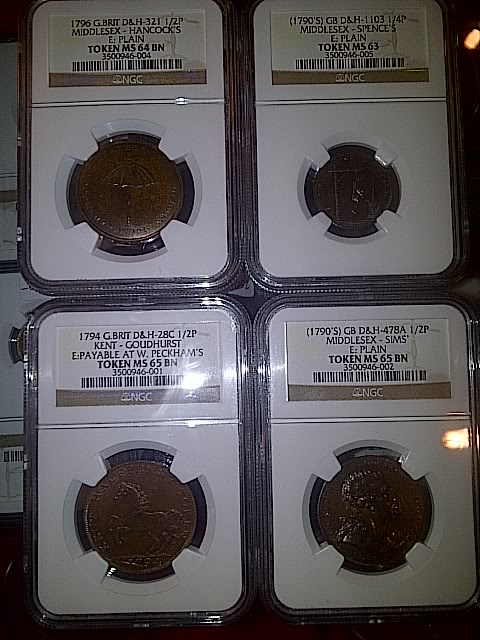 1796 G.BRIT D&H-321 1/2P
MIDDLESEX - HANCOCK'S
E: PLAIN
TOKEN MS 64 BN
3500946-004
NGC
(1790'S) GB D&H-1103 1/4P
MIDDLESEX - SPENCE'S
E: PLAIN
TOKEN MS 63
3500946-005
NGC
1794 G.BRIT D&H-28C 1/2P
KENT - GOUDHURST
E:PAYABLE AT W. PECKHAM'S
TOKEN MS 65 BN
3500946-001
NGC
(1790'S) GB D&H-478A 1/2P
MIDDLESEX - SIMS'
E: PLAIN
TOKEN MS 65 BN
3500946-002
NGC